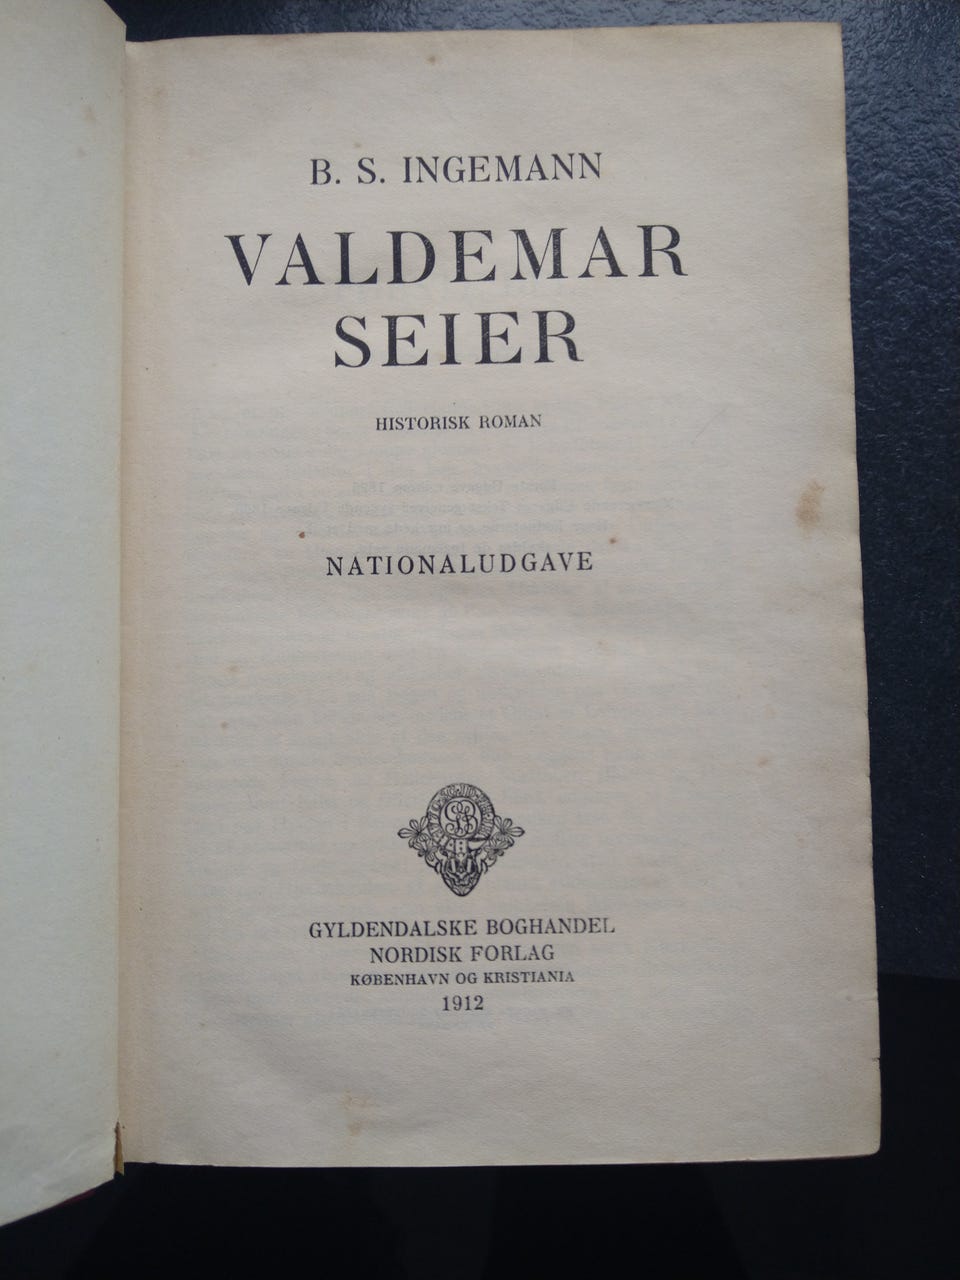 B. S. INGEMANN
VALDEMAR
SEIER
HISTORISK ROMAN
NATIONALUDGAVE
GYLDENDALSKE BOGHANDEL
NORDISK FORLAG
KØBENHAVN OG KRISTIANIA
1912